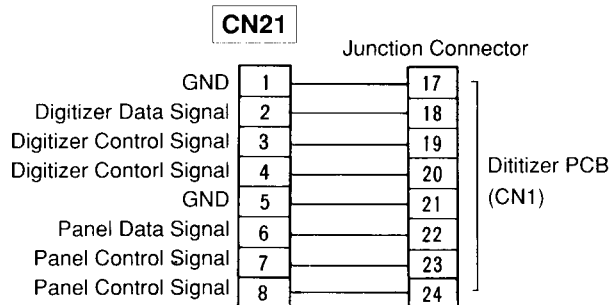 CN21
Junction Connector
GND 1 17
Digitizer Data Signal 2 18
Digitizer Control Signal 3 19
Digitizer Contorl Signal 4 20 Dititizer PCB
GND 5 21 (CN1)
Panel Data Signal 6 22
Panel Control Signal 7 23
Panel Control Signal 8 24